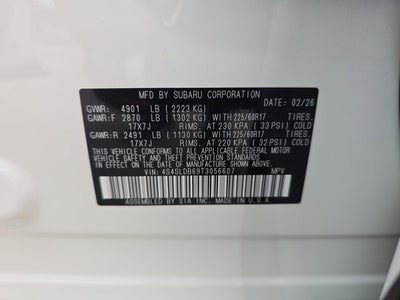 MFD BY SUBARU CORPORATION DATE: 02/26
GVWR: 4901 LB (2223 KG)
GAWR:F 2870 LB (1302 KG) WITH 225/60R17 TIRES.
17X7J RIMS. AT 230 KPA (33 PSI) COLD
GAWR:R 2491 LB (1130 KG) WITH 225/60R17 TIRES.
17X7J RIMS. AT 220 KPA (32 PSI) COLD
THIS VEHICLE CONFORMS TO ALL APPLICABLE FEDERAL MOTOR
VEHICLE SAFETY AND THEFT PREVENTION STANDARDS
IN EFFECT ON THE DATE OF MANUFACTURE
SHOWN ABOVE.
VIN: 4S4SLDB69T3056607 MPV
ASSEMBLED BY SIA INC. IN U.S.A.